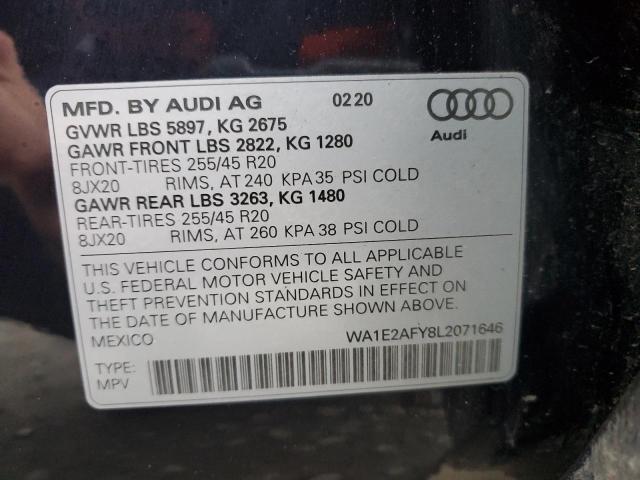 MFD. BY AUDI AG 02 20
GVWR LBS 5897, KG 2675
GAWR FRONT LBS 2822, KG 1280
FRONT-TIRES 255/45 R20
8JX20 RIMS, AT 240 KPA 35 PSI COLD
GAWR REAR LBS 3263, KG 1480
REAR-TIRES 255/45 R20
8JX20 RIMS, AT 260 KPA 38 PSI COLD
Audi
THIS VEHICLE CONFORMS TO ALL APPLICABLE
U.S. FEDERAL MOTOR VEHICLE SAFETY AND
THEFT PREVENTION STANDARDS IN EFFECT ON
THE DATE OF MANUFACTURE SHOWN ABOVE.
MEXICO WA1E2AFY8L2071646
TYPE:
MPV